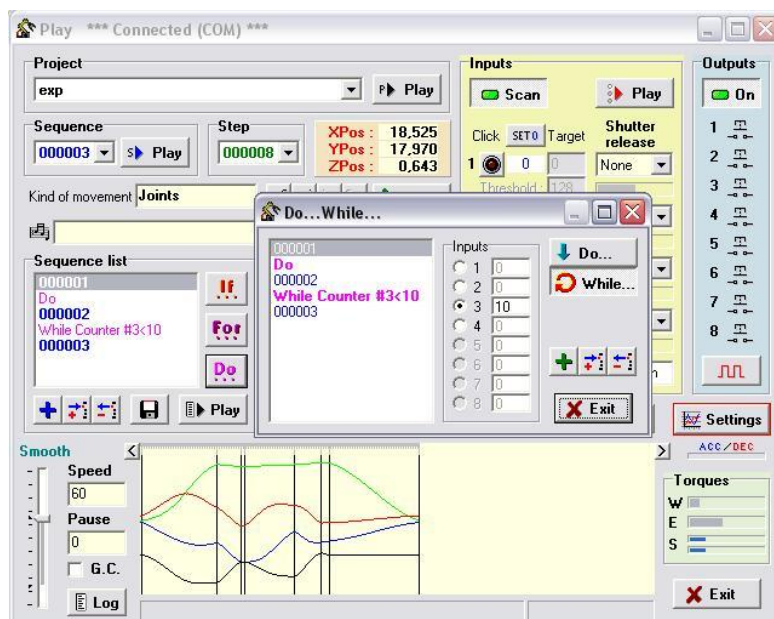 Play *** Connected (COM) ***
Project
exp
P Play
Sequence
000003
S Play
Step
000008
XPos : 18,525
YPos : 17,970
ZPos : 0,643
Kind of movement Joints
Sequence list
000001
Do
000002
While Counter #3<10
000003
If
For
Do
Play
Inputs
Scan
Play
Click SET 0 Target
Shutter
release
1 0 0
None
Threshold : 128
Outputs
On
1
2
3
4
5
6
7
8
Do...While...
000001
Do
000002
While Counter #3<10
000003
Inputs
1 0
2 0
3 10
4 0
5 0
6 0
7 0
8 0
Do...
While...
Exit
Settings
ACC/DEC
Smooth
Speed
60
Pause
0
G.C.
Log
Torques
W
E
S
Exit